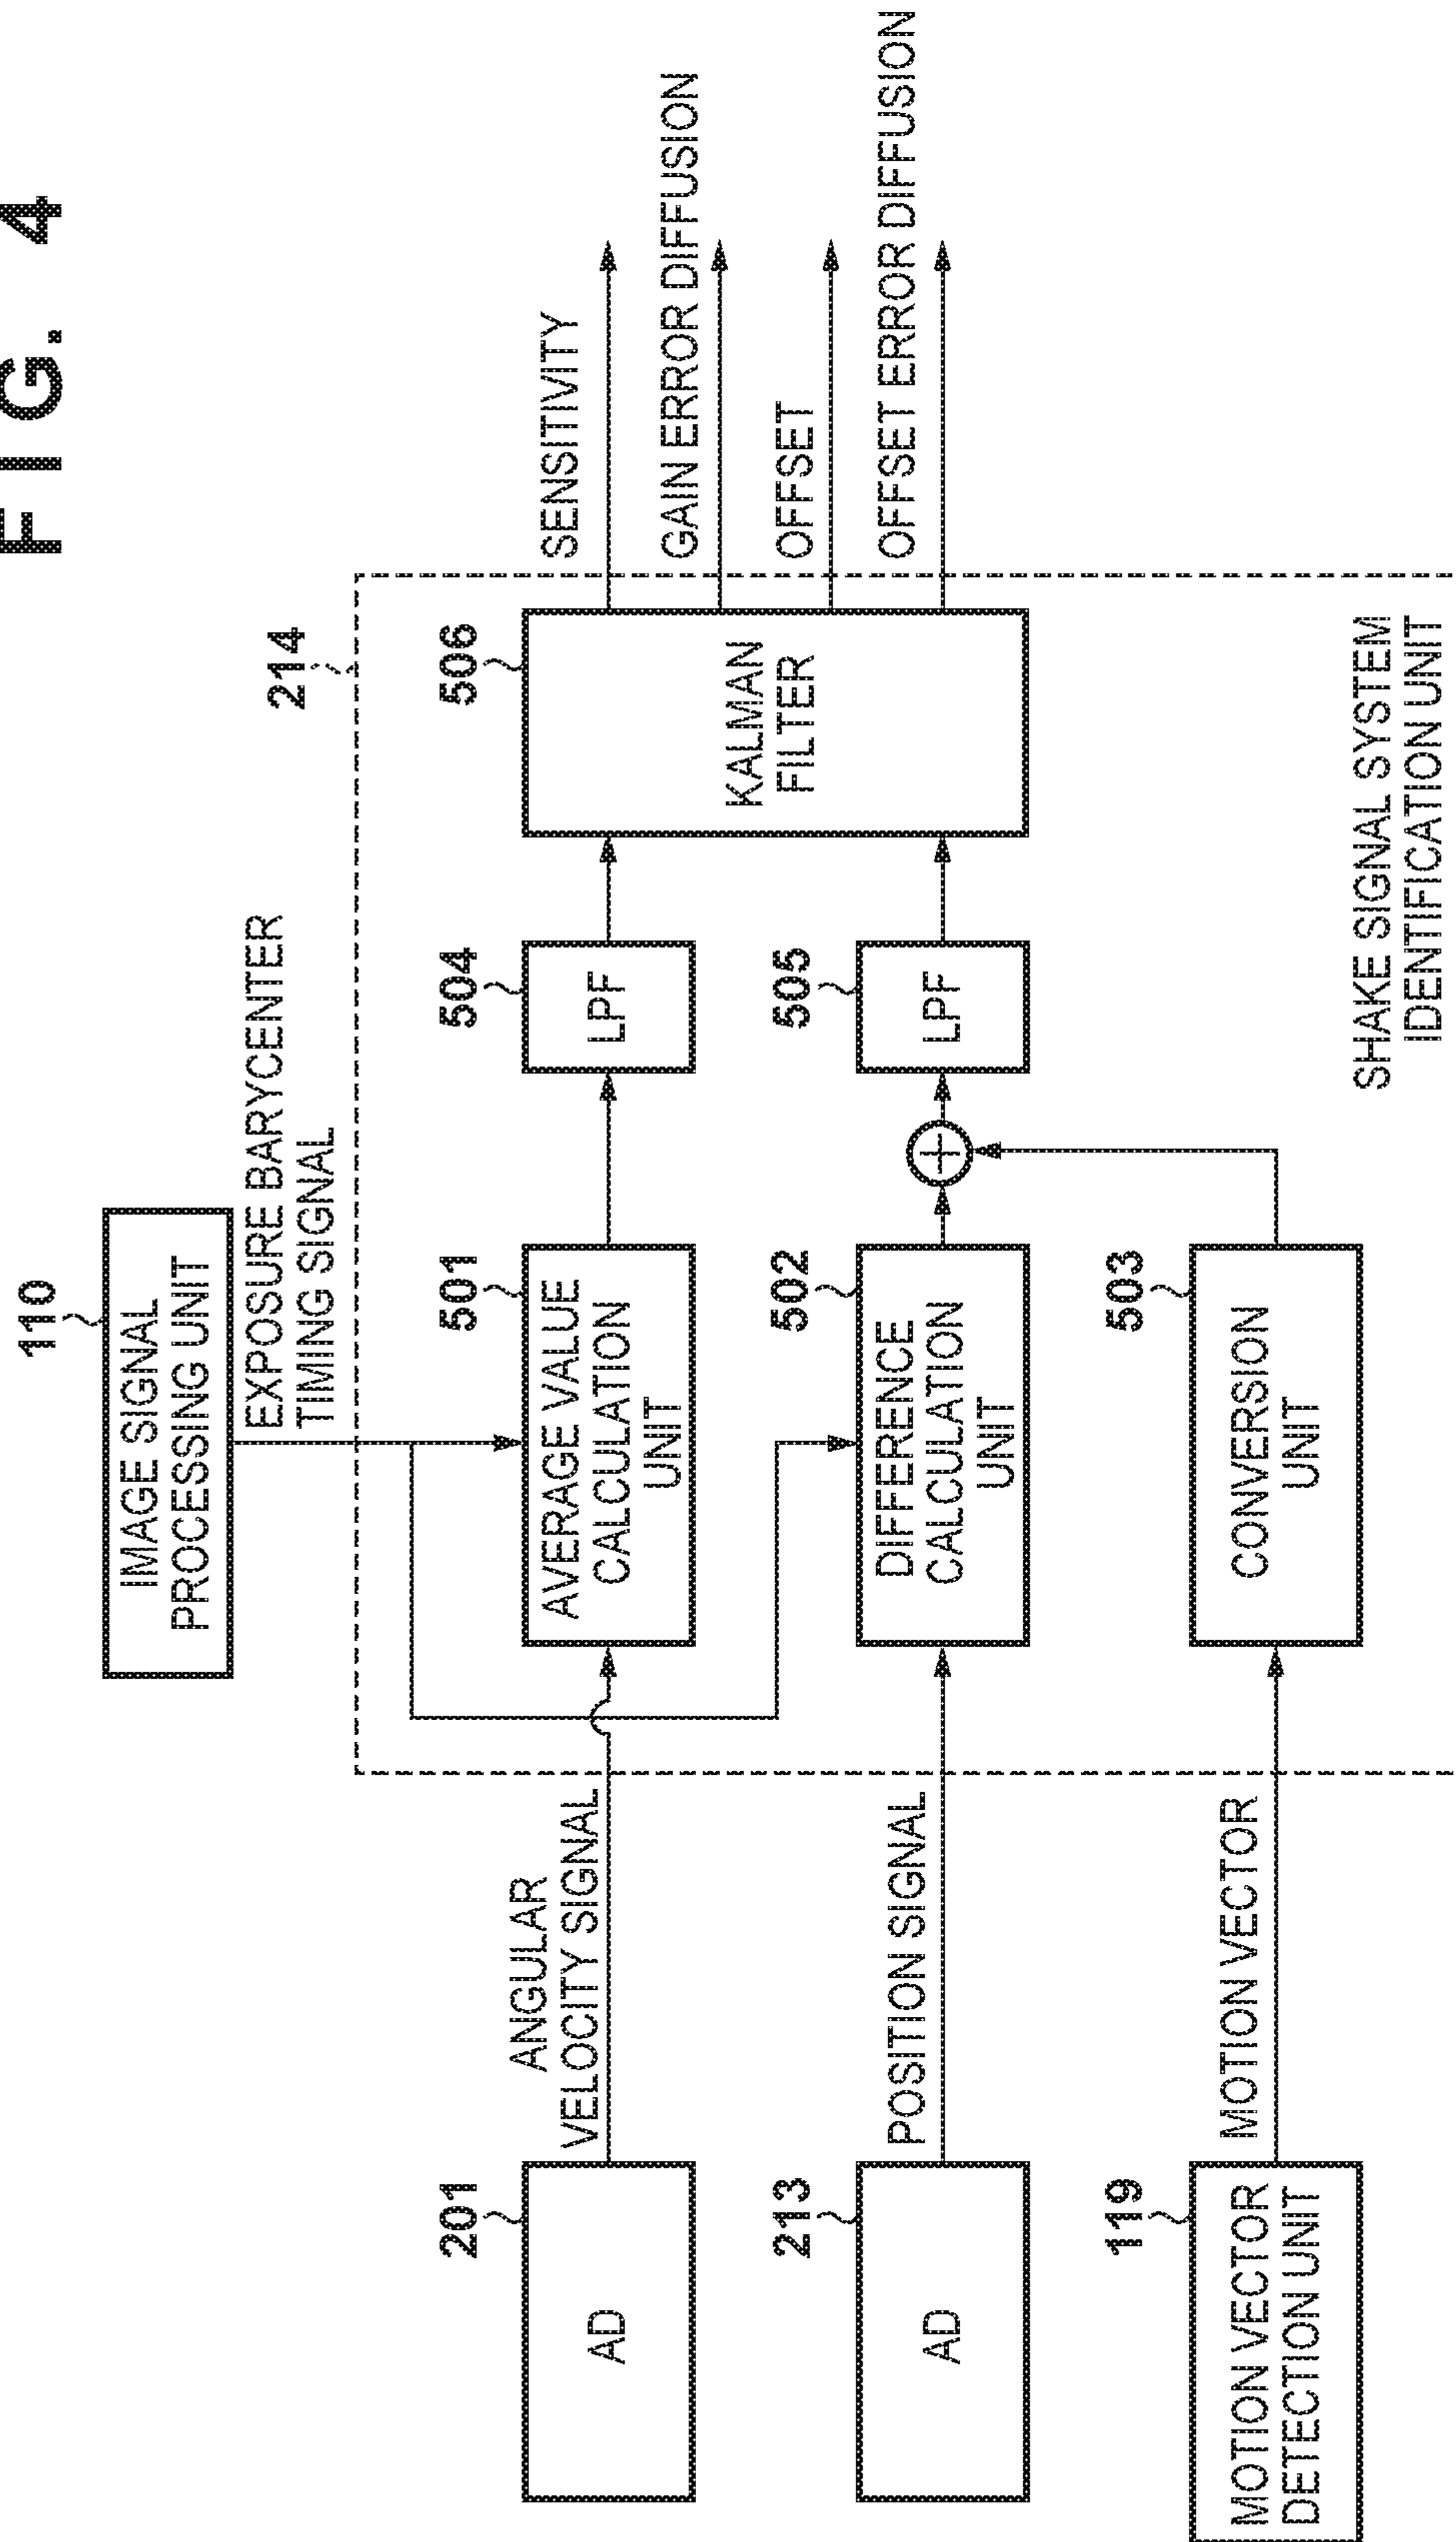 FIG. 4
110
IMAGE SIGNAL
PROCESSING UNIT
EXPOSURE BARYCENTER
TIMING SIGNAL
214
201
AD
ANGULAR
VELOCITY SIGNAL
501
AVERAGE VALUE
CALCULATION
UNIT
504
LPF
506
KALMAN
FILTER
SENSITIVITY
GAIN ERROR DIFFUSION
OFFSET
OFFSET ERROR DIFFUSION
213
AD
POSITION SIGNAL
502
DIFFERENCE
CALCULATION
UNIT
+
505
LPF
119
MOTION VECTOR
DETECTION UNIT
MOTION VECTOR
503
CONVERSION
UNIT
SHAKE SIGNAL SYSTEM
IDENTIFICATION UNIT